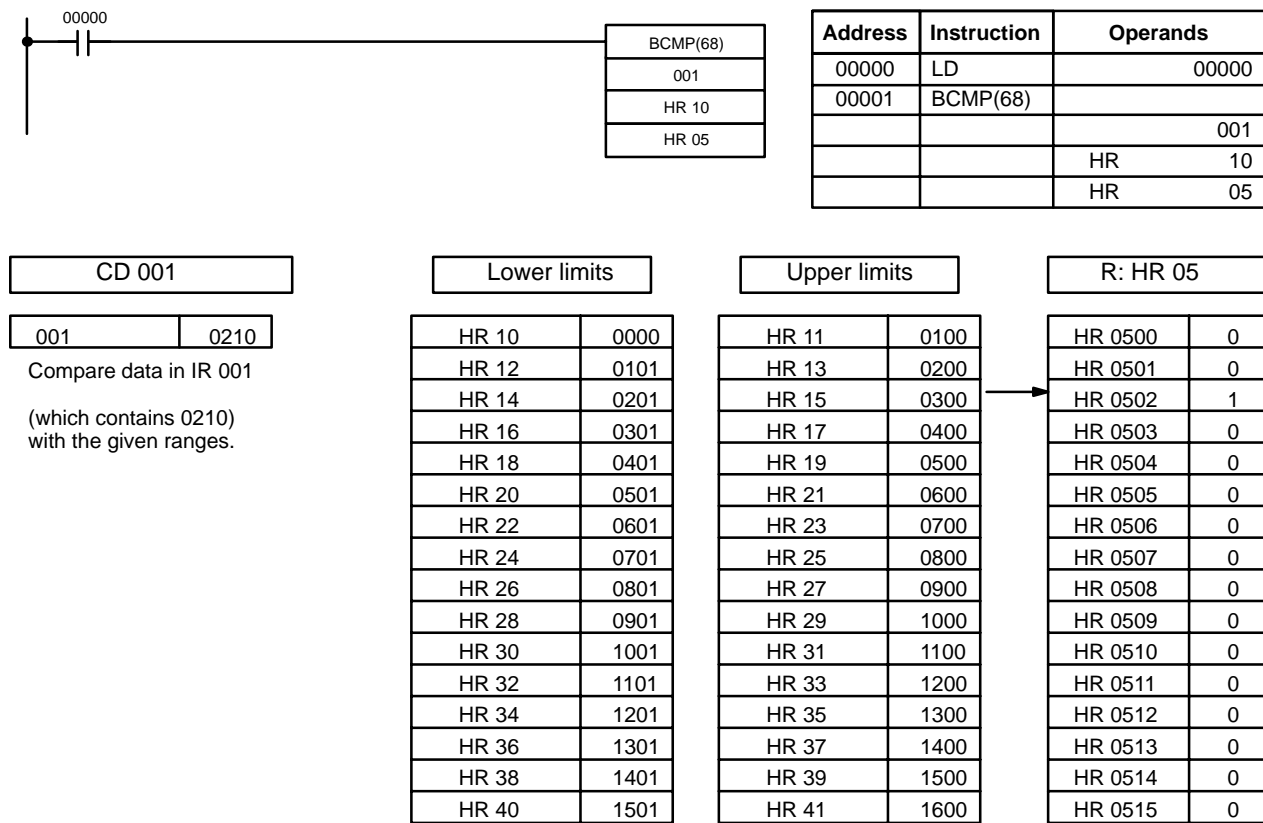 00000
BCMP(68)
001
HR 10
HR 05
Address Instruction Operands
00000 LD 00000
00001 BCMP(68)
001
HR 10
HR 05
CD 001 Lower limits Upper limits R: HR 05
001 0210 HR 10 0000 HR 11 0100 HR 0500 0
Compare data in IR 001 HR 12 0101 HR 13 0200 HR 0501 0
HR 14 0201 HR 15 0300 HR 0502 1
(which contains 0210) HR 16 0301 HR 17 0400 HR 0503 0
with the given ranges. HR 18 0401 HR 19 0500 HR 0504 0
HR 20 0501 HR 21 0600 HR 0505 0
HR 22 0601 HR 23 0700 HR 0506 0
HR 24 0701 HR 25 0800 HR 0507 0
HR 26 0801 HR 27 0900 HR 0508 0
HR 28 0901 HR 29 1000 HR 0509 0
HR 30 1001 HR 31 1100 HR 0510 0
HR 32 1101 HR 33 1200 HR 0511 0
HR 34 1201 HR 35 1300 HR 0512 0
HR 36 1301 HR 37 1400 HR 0513 0
HR 38 1401 HR 39 1500 HR 0514 0
HR 40 1501 HR 41 1600 HR 0515 0